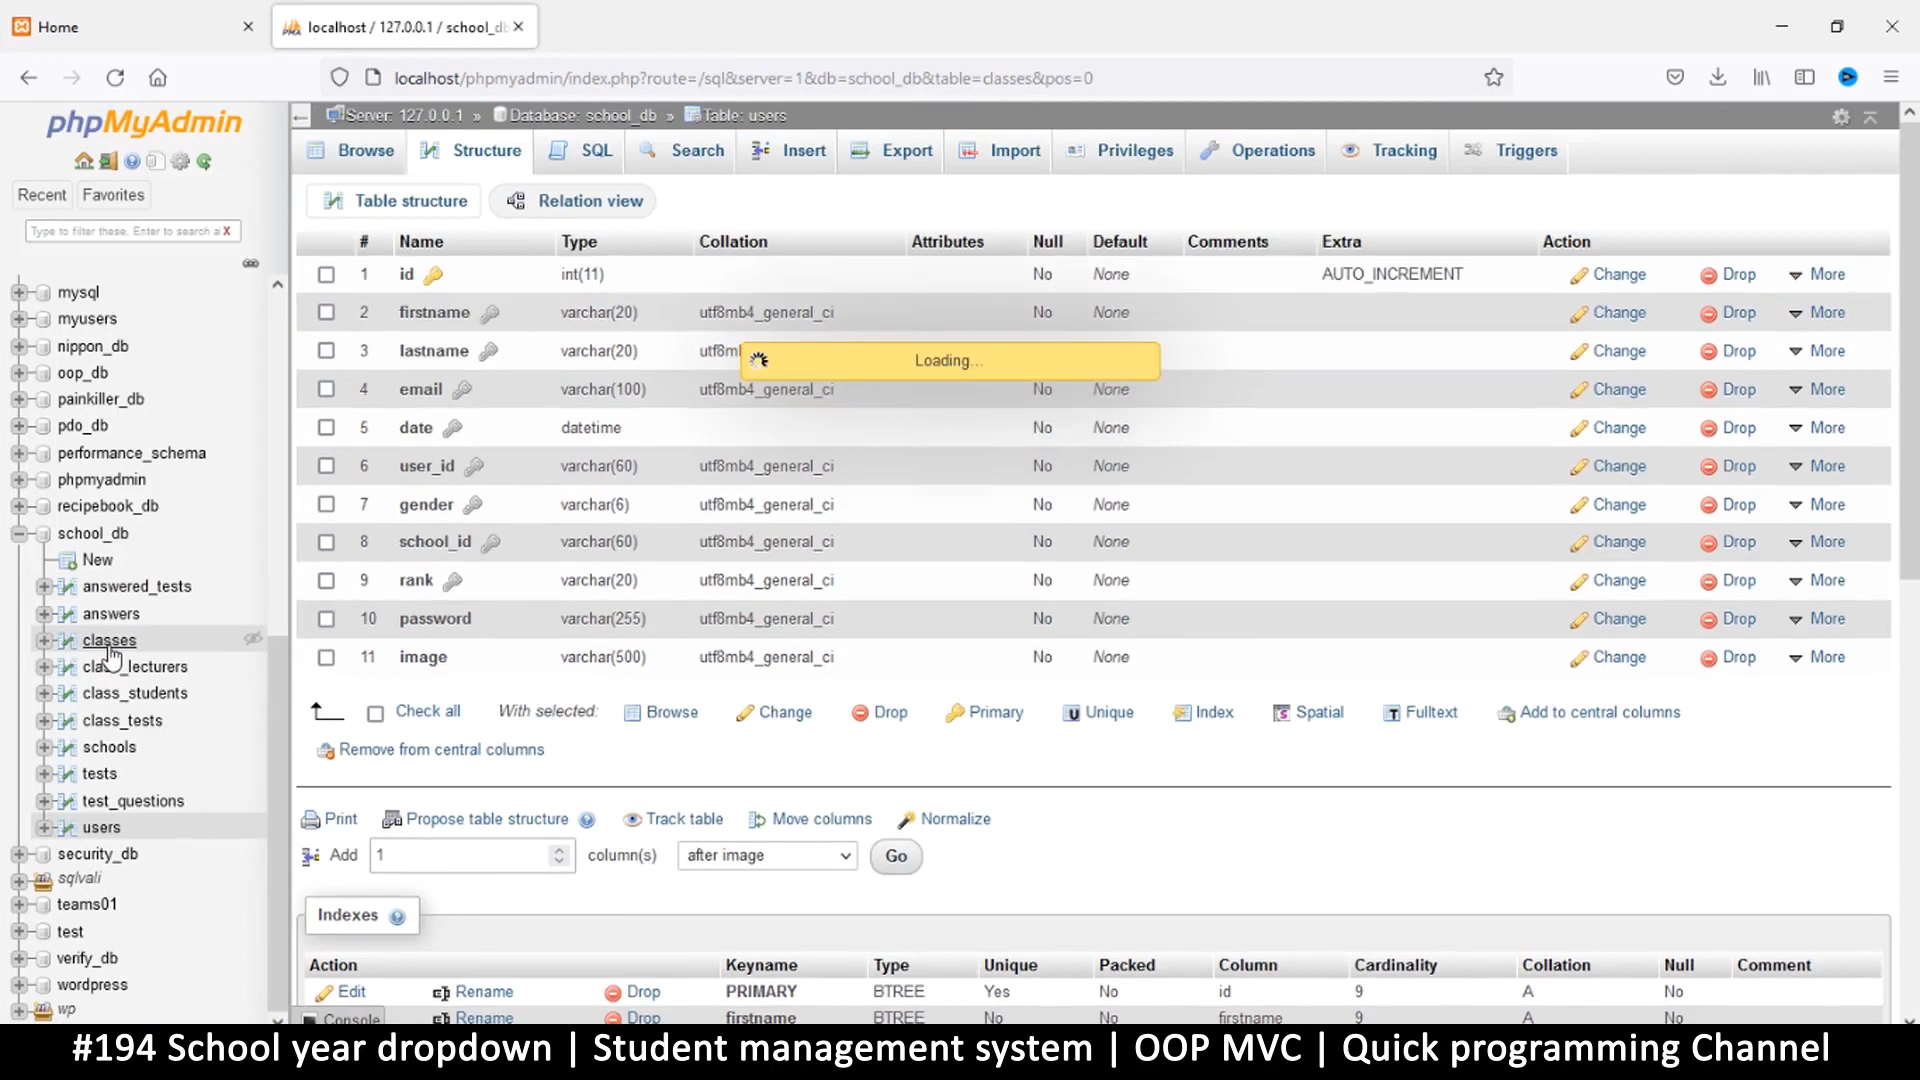 Home
localhost / 127.0.0.1 / school_db
localhost/phpmyadmin/index.php?route=/sql&server=1&db=school_db&table=classes&pos=0
phpMyAdmin
Recent Favorites
Type to filter these, Enter to search al X
mysql
myusers
nippon_db
oop_db
painkiller_db
pdo_db
performance_schema
phpmyadmin
recipebook_db
school_db
New
answered_tests
answers
classes
class_lecturers
class_students
class_tests
schools
tests
test_questions
users
security_db
sqlvali
teams01
test
verify_db
wordpress
wp
Server: 127.0.0.1 » Database: school_db » Table: users
Browse Structure SQL Search Insert Export Import Privileges Operations Tracking Triggers
Table structure Relation view
# Name Type Collation Attributes Null Default Comments Extra Action
1 id int(11) No None AUTO_INCREMENT Change Drop More
2 firstname varchar(20) utf8mb4_general_ci No None Change Drop More
3 lastname varchar(20) utf8mb No None Change Drop More
Loading...
4 email varchar(100) utf8mb4_general_ci No None Change Drop More
5 date datetime No None Change Drop More
6 user_id varchar(60) utf8mb4_general_ci No None Change Drop More
7 gender varchar(6) utf8mb4_general_ci No None Change Drop More
8 school_id varchar(60) utf8mb4_general_ci No None Change Drop More
9 rank varchar(20) utf8mb4_general_ci No None Change Drop More
10 password varchar(255) utf8mb4_general_ci No None Change Drop More
11 image varchar(500) utf8mb4_general_ci No None Change Drop More
Check all With selected: Browse Change Drop Primary Unique Index Spatial Fulltext Add to central columns
Remove from central columns
Print Propose table structure Track table Move columns Normalize
Add 1 column(s) after image Go
Indexes
Action Keyname Type Unique Packed Column Cardinality Collation Null Comment
Edit Rename Drop PRIMARY BTREE Yes No id 9 A No
Console Rename Drop firstname BTREE No No firstname 9 A No
#194 School year dropdown | Student management system | OOP MVC | Quick programming Channel